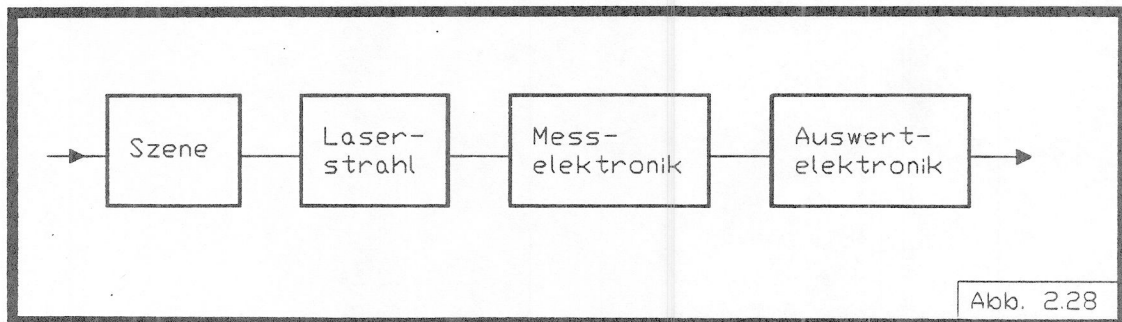 Szene
Laser-
strahl
Mess-
elektronik
Auswert-
elektronik
Abb. 2.28